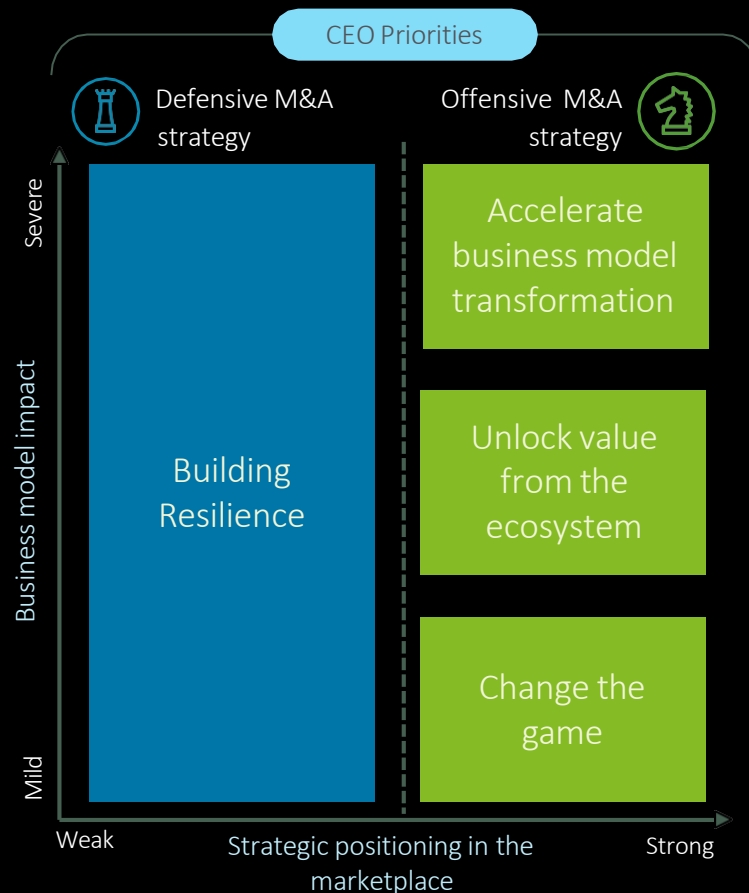 CEO Priorities
Defensive M&A
strategy
Offensive M&A
strategy
Severe
Business model impact
Mild
Building
Resilience
Accelerate
business model
transformation
Unlock value
from the
ecosystem
Change the
game
Weak
Strategic positioning in the
marketplace
Strong